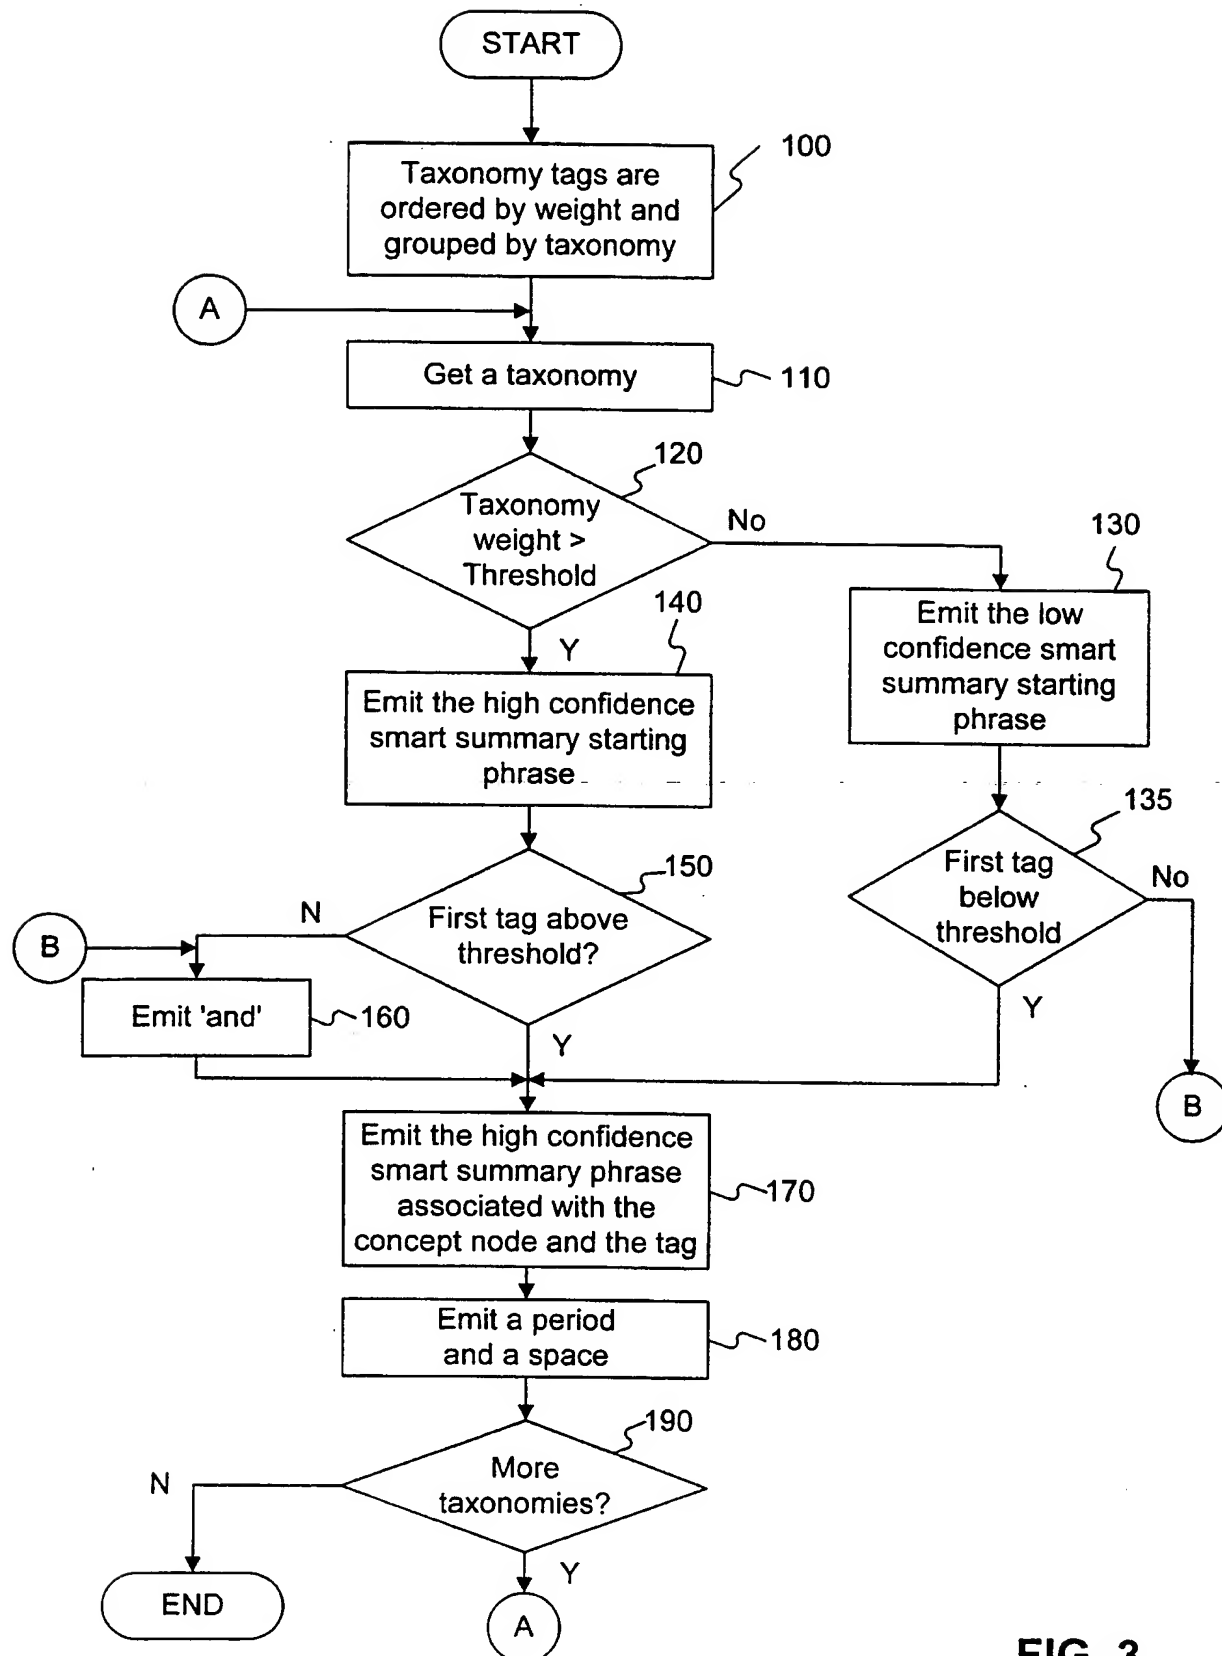 START
100
Taxonomy tags are
ordered by weight and
grouped by taxonomy
A
Get a taxonomy
110
120
Taxonomy
weight >
Threshold
No
130
Emit the low
confidence smart
summary starting
phrase
140
Y
Emit the high confidence
smart summary starting
phrase
135
First tag
below
threshold
No
150
First tag above
threshold?
N
B
Emit 'and'
160
Y
Y
B
Emit the high confidence
smart summary phrase
associated with the
concept node and the tag
170
Emit a period
and a space
180
190
More
taxonomies?
N
END
Y
A
FIG. 3